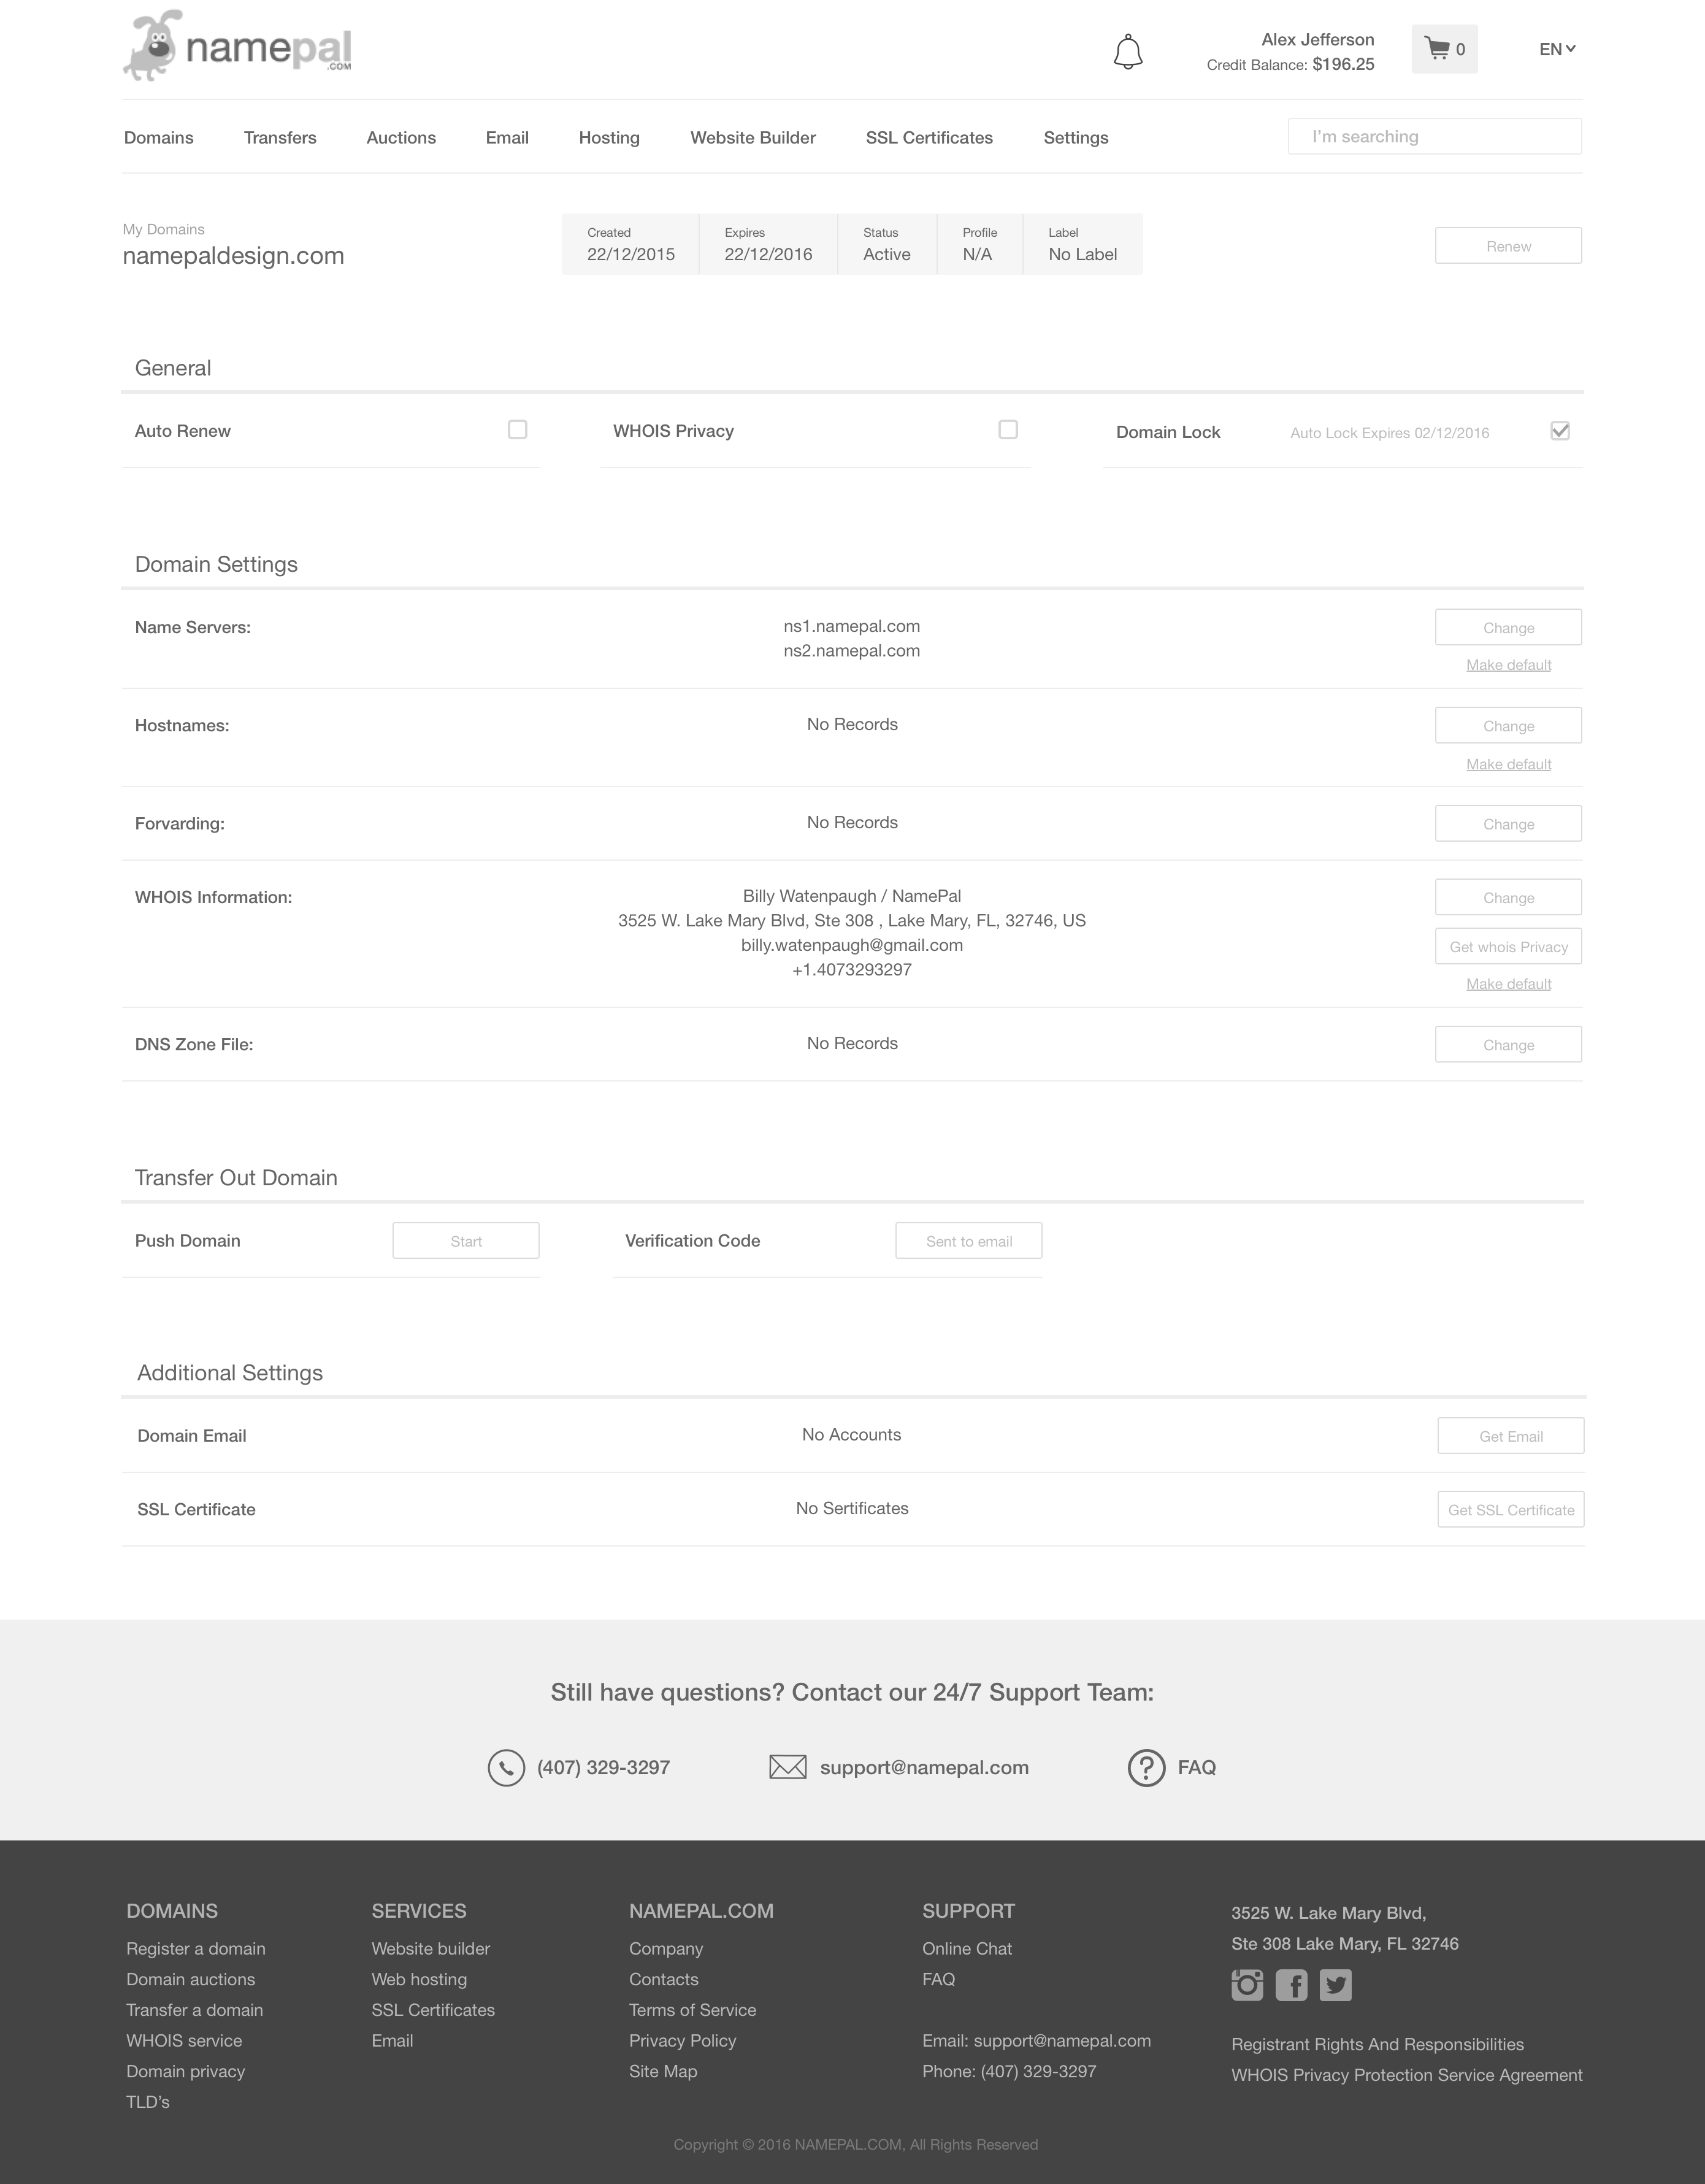 namepal
.COM
Alex Jefferson
Credit Balance: $196.25
0
EN
Domains Transfers Auctions Email Hosting Website Builder SSL Certificates Settings
I'm searching
My Domains
namepaldesign.com
Created Expires Status Profile Label
22/12/2015 22/12/2016 Active N/A No Label
Renew
General
Auto Renew
WHOIS Privacy
Domain Lock Auto Lock Expires 02/12/2016
Domain Settings
Name Servers:
ns1.namepal.com
ns2.namepal.com
Change
Make default
Hostnames:
No Records
Change
Make default
Forvarding:
No Records
Change
WHOIS Information:
Billy Watenpaugh / NamePal
3525 W. Lake Mary Blvd, Ste 308 , Lake Mary, FL, 32746, US
billy.watenpaugh@gmail.com
+1.4073293297
Change
Get whois Privacy
Make default
DNS Zone File:
No Records
Change
Transfer Out Domain
Push Domain
Start
Verification Code
Sent to email
Additional Settings
Domain Email
No Accounts
Get Email
SSL Certificate
No Sertificates
Get SSL Certificate
Still have questions? Contact our 24/7 Support Team:
(407) 329-3297
support@namepal.com
FAQ
DOMAINS
Register a domain
Domain auctions
Transfer a domain
WHOIS service
Domain privacy
TLD's
SERVICES
Website builder
Web hosting
SSL Certificates
Email
NAMEPAL.COM
Company
Contacts
Terms of Service
Privacy Policy
Site Map
SUPPORT
Online Chat
FAQ
Email: support@namepal.com
Phone: (407) 329-3297
3525 W. Lake Mary Blvd,
Ste 308 Lake Mary, FL 32746
Registrant Rights And Responsibilities
WHOIS Privacy Protection Service Agreement
Copyright © 2016 NAMEPAL.COM, All Rights Reserved